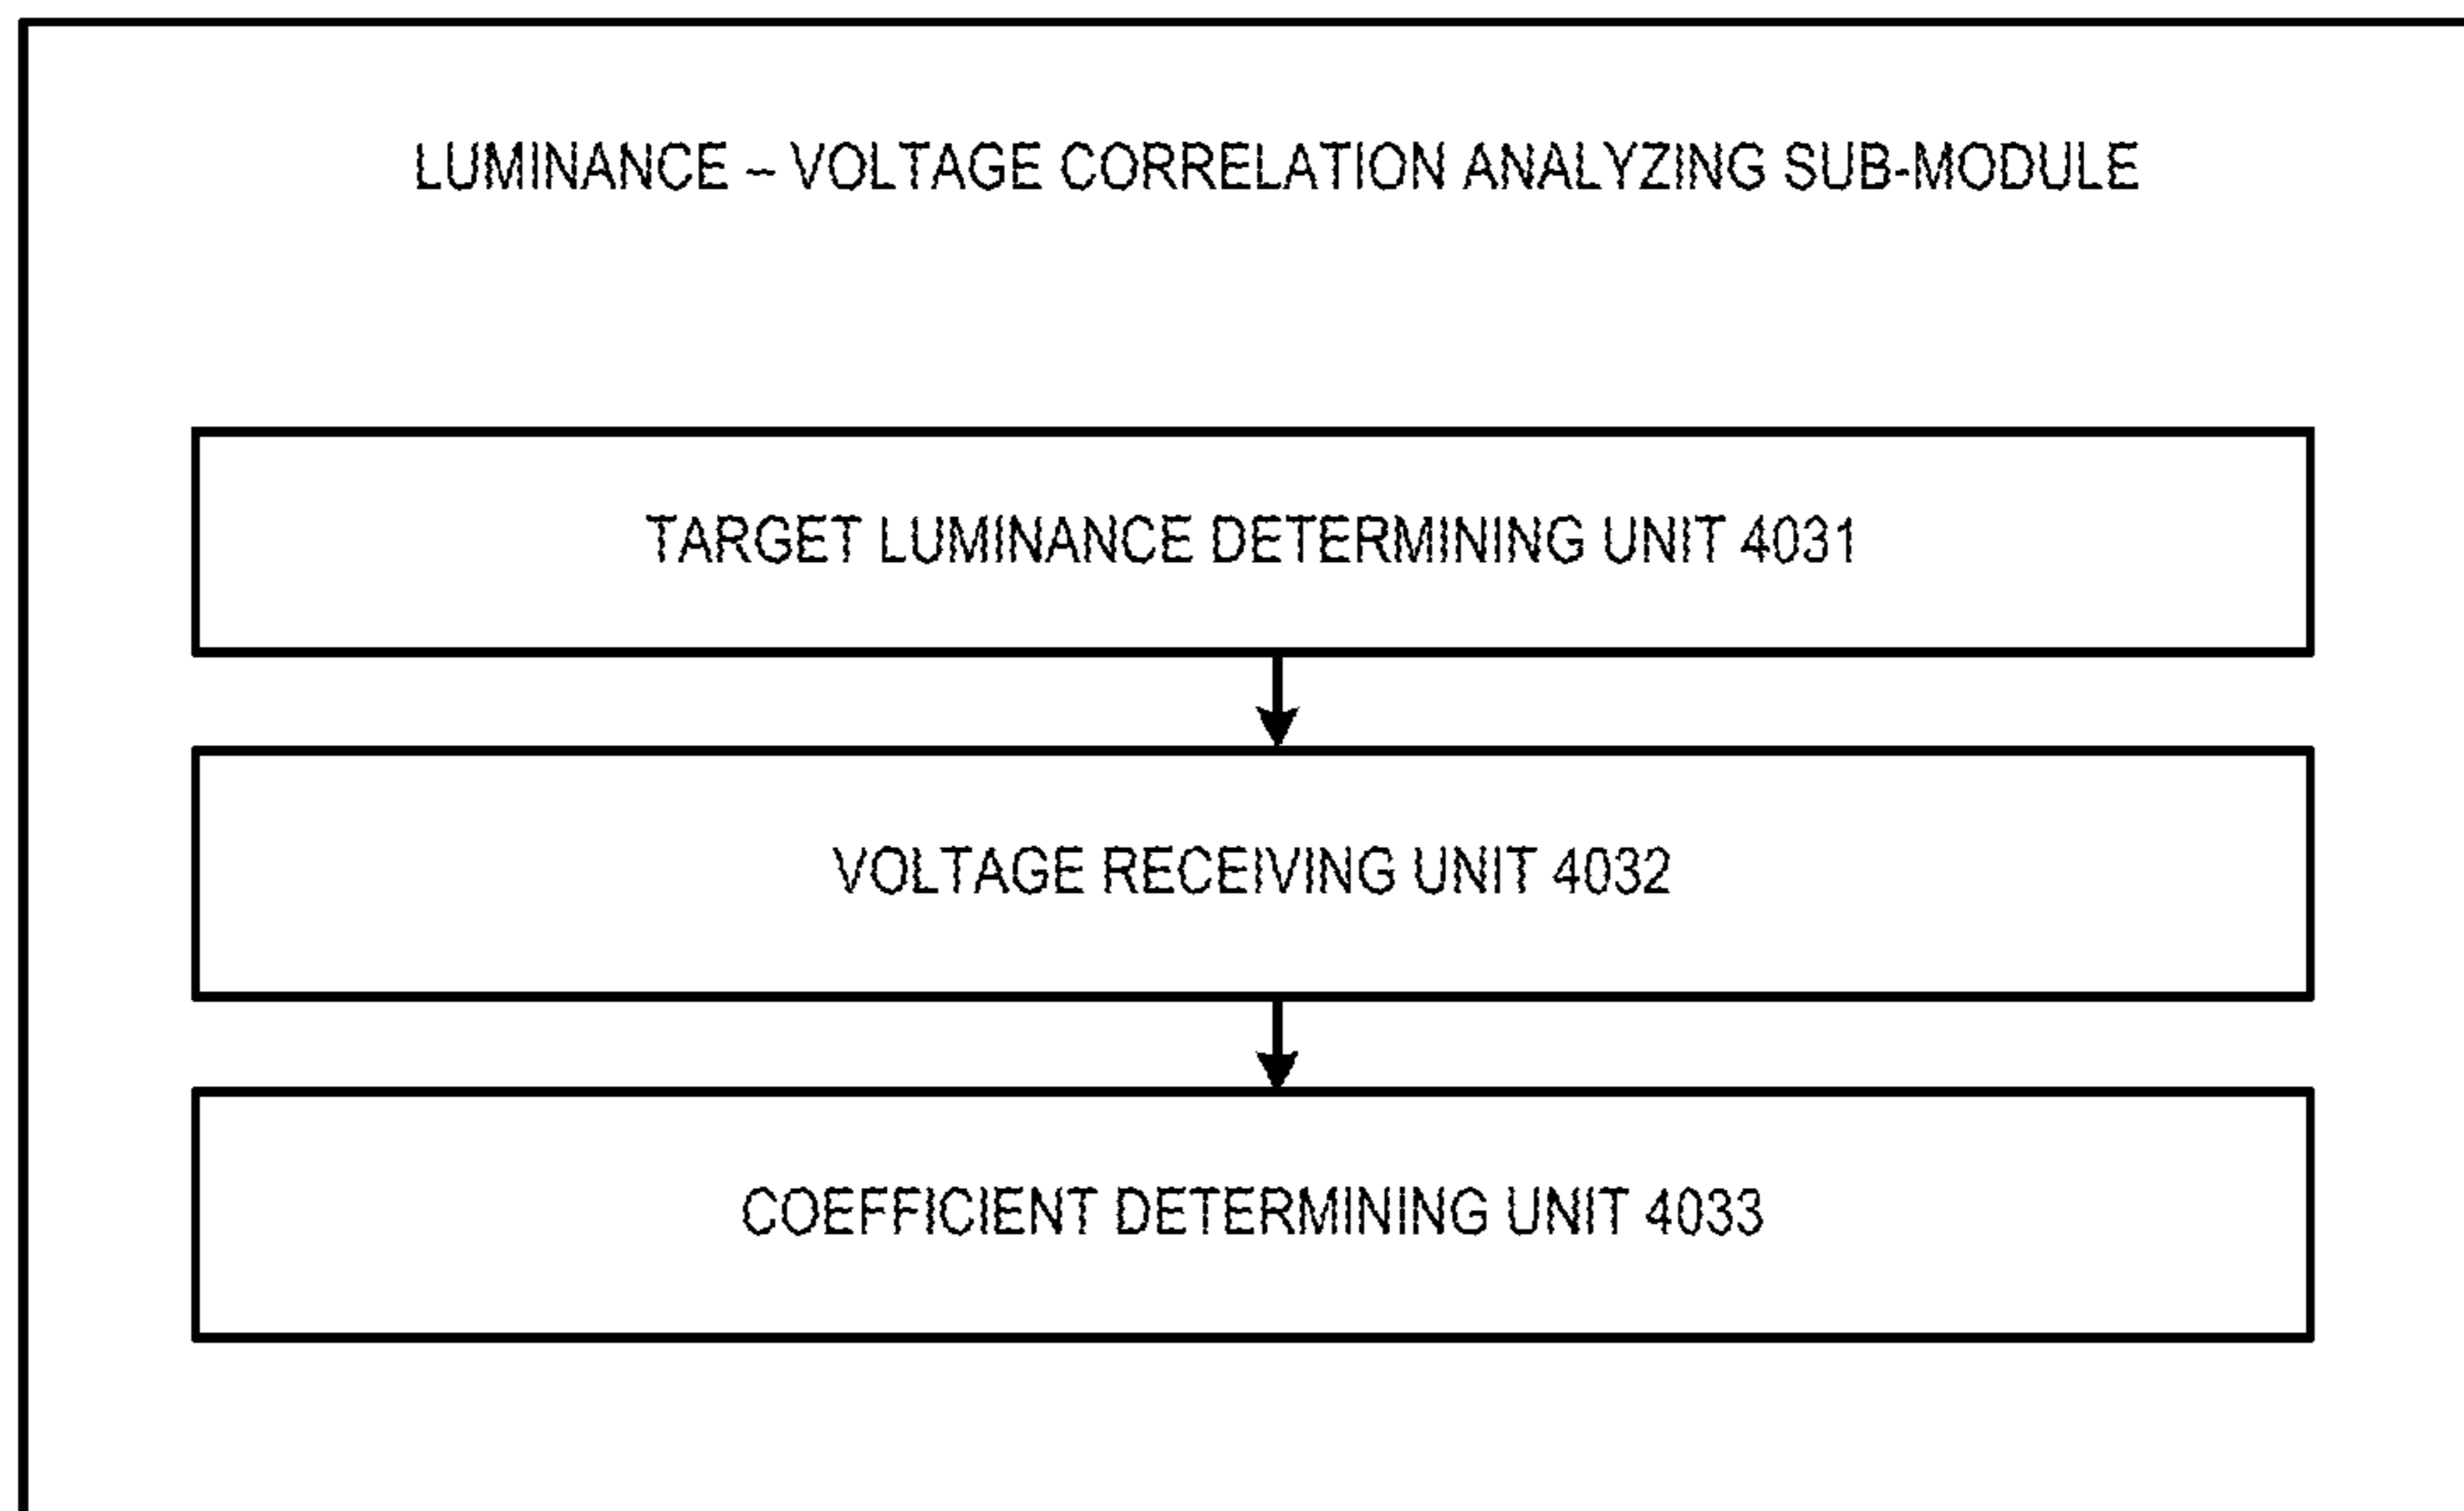 LUMINANCE – VOLTAGE CORRELATION ANALYZING SUB-MODULE
TARGET LUMINANCE DETERMINING UNIT 4031
VOLTAGE RECEIVING UNIT 4032
COEFFICIENT DETERMINING UNIT 4033